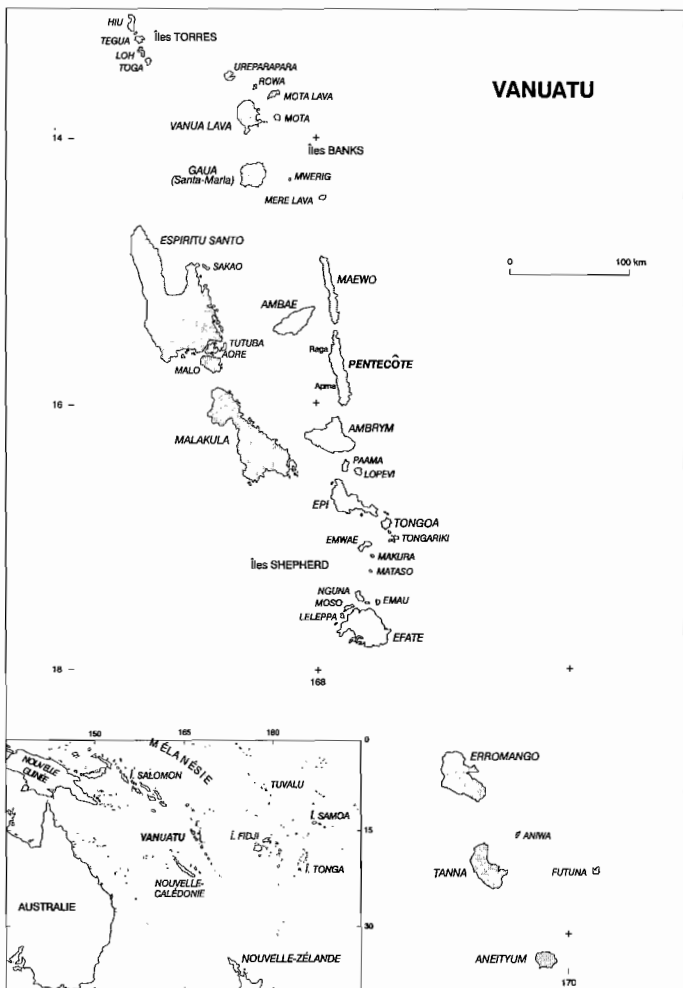 HIU
TEGUA
Îles TORRES
LOH
TOGA
UREPARAPARA
ROWA
MOTA LAVA
VANUATU
VANUA LAVA
MOTA
14
Îles BANKS
GAUA
(Santa-Maria)
MWERIG
MERE LAVA
ESPIRITU SANTO
SAKAO
0 100 km
MAEWO
AMBAE
TUTUBA
AORE
MALO
Raga
PENTECÔTE
Apma
16
AMBRYM
MALAKULA
PAAMA
LOPEVI
EPI
TONGOA
TONGARIKI
EMWAE
MAKURA
Îles SHEPHERD
MATASO
NGUNA
MOSO
EMAU
LELEPPA
EFATE
18
168
150 165 180 0
MÉLANÉSIE
NOUVELLE
GUINÉE
Î. SALOMON
TUVALU
Î. SAMOA
15
VANUATU
Î. FIDJI
Î. TONGA
NOUVELLE-
CALÉDONIE
AUSTRALIE
30
NOUVELLE-ZÉLANDE
ERROMANGO
ANIWA
TANNA
FUTUNA
ANEITYUM
170